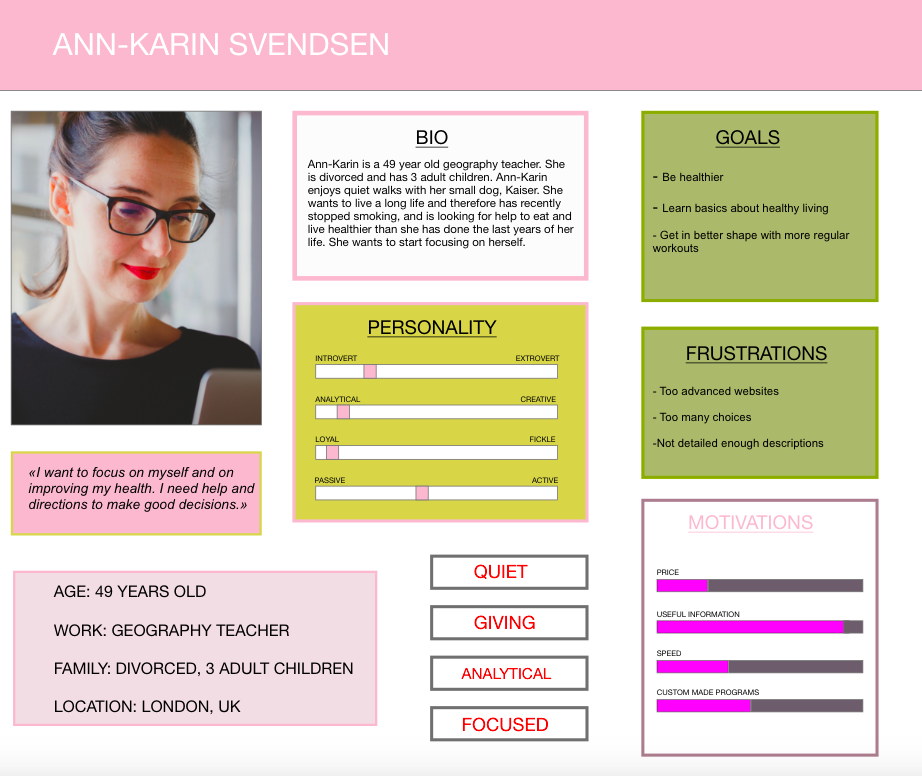 ANN-KARIN SVENDSEN
BIO
Ann-Karin is a 49 year old geography teacher. She
is divorced and has 3 adult children. Ann-Karin
enjoys quiet walks with her small dog, Kaiser. She
wants to live a long life and therefore has recently
stopped smoking, and is looking for help to eat and
live healthier than she has done the last years of her
life. She wants to start focusing on herself.
GOALS
- Be healthier
- Learn basics about healthy living
- Get in better shape with more regular
workouts
PERSONALITY
INTROVERT EXTROVERT
ANALYTICAL CREATIVE
LOYAL FICKLE
PASSIVE ACTIVE
FRUSTRATIONS
- Too advanced websites
- Too many choices
-Not detailed enough descriptions
«I want to focus on myself and on
improving my health. I need help and
directions to make good decisions.»
AGE: 49 YEARS OLD
WORK: GEOGRAPHY TEACHER
FAMILY: DIVORCED, 3 ADULT CHILDREN
LOCATION: LONDON, UK
QUIET
GIVING
ANALYTICAL
FOCUSED
MOTIVATIONS
PRICE
USEFUL INFORMATION
SPEED
CUSTOM MADE PROGRAMS